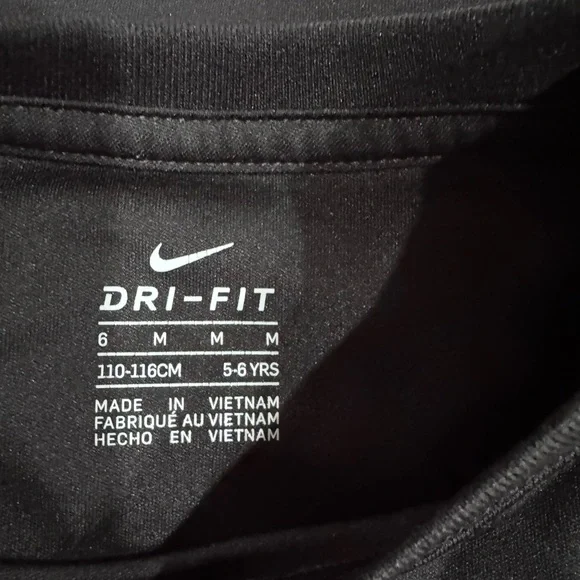 DRI-FIT
6 M M M
110-116CM 5-6 YRS
MADE IN VIETNAM
FABRIQUÉ AU VIETNAM
HECHO EN VIETNAM